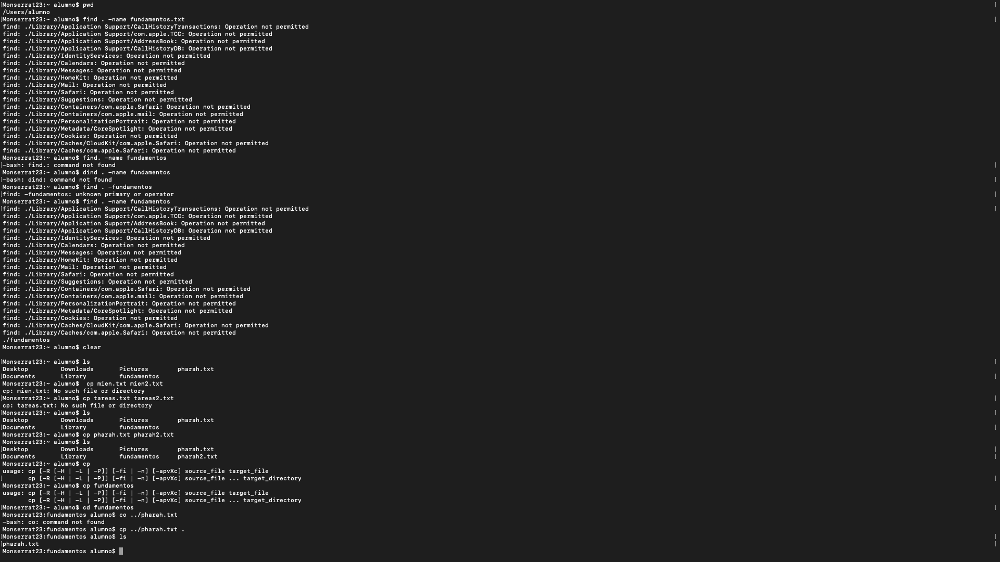 [Monserrat23:~ alumno$ pwd ]
/Users/alumno
[Monserrat23:~ alumno$ find . -name fundamentos.txt ]
find: ./Library/Application Support/CallHistoryTransactions: Operation not permitted
find: ./Library/Application Support/com.apple.TCC: Operation not permitted
find: ./Library/Application Support/AddressBook: Operation not permitted
find: ./Library/Application Support/CallHistoryDB: Operation not permitted
find: ./Library/IdentityServices: Operation not permitted
find: ./Library/Calendars: Operation not permitted
find: ./Library/Messages: Operation not permitted
find: ./Library/HomeKit: Operation not permitted
find: ./Library/Mail: Operation not permitted
find: ./Library/Safari: Operation not permitted
find: ./Library/Suggestions: Operation not permitted
find: ./Library/Containers/com.apple.Safari: Operation not permitted
find: ./Library/Containers/com.apple.mail: Operation not permitted
find: ./Library/PersonalizationPortrait: Operation not permitted
find: ./Library/Metadata/CoreSpotlight: Operation not permitted
find: ./Library/Cookies: Operation not permitted
find: ./Library/Caches/CloudKit/com.apple.Safari: Operation not permitted
find: ./Library/Caches/com.apple.Safari: Operation not permitted
Monserrat23:~ alumno$ find. -name fundamentos
[-bash: find.: command not found ]
Monserrat23:~ alumno$ dind . -name fundamentos
[-bash: dind: command not found ]
Monserrat23:~ alumno$ find . -fundamentos
[find: -fundamentos: unknown primary or operator ]
Monserrat23:~ alumno$ find . -name fundamentos
[find: ./Library/Application Support/CallHistoryTransactions: Operation not permitted ]
find: ./Library/Application Support/com.apple.TCC: Operation not permitted
find: ./Library/Application Support/AddressBook: Operation not permitted
find: ./Library/Application Support/CallHistoryDB: Operation not permitted
find: ./Library/IdentityServices: Operation not permitted
find: ./Library/Calendars: Operation not permitted
find: ./Library/Messages: Operation not permitted
find: ./Library/HomeKit: Operation not permitted
find: ./Library/Mail: Operation not permitted
find: ./Library/Safari: Operation not permitted
find: ./Library/Suggestions: Operation not permitted
find: ./Library/Containers/com.apple.Safari: Operation not permitted
find: ./Library/Containers/com.apple.mail: Operation not permitted
find: ./Library/PersonalizationPortrait: Operation not permitted
find: ./Library/Metadata/CoreSpotlight: Operation not permitted
find: ./Library/Cookies: Operation not permitted
find: ./Library/Caches/CloudKit/com.apple.Safari: Operation not permitted
find: ./Library/Caches/com.apple.Safari: Operation not permitted
./fundamentos
Monserrat23:~ alumno$ clear
[Monserrat23:~ alumno$ ls ]
Desktop Downloads Pictures pharah.txt
[Documents Library fundamentos ]
Monserrat23:~ alumno$  cp mien.txt mien2.txt
cp: mien.txt: No such file or directory
[Monserrat23:~ alumno$ cp tareas.txt tareas2.txt ]
cp: tareas.txt: No such file or directory
[Monserrat23:~ alumno$ ls ]
Desktop Downloads Pictures pharah.txt
[Documents Library fundamentos ]
Monserrat23:~ alumno$ cp pharah.txt pharah2.txt
Monserrat23:~ alumno$ ls
[Desktop Downloads Pictures pharah.txt ]
[Documents Library fundamentos pharah2.txt ]
Monserrat23:~ alumno$ cp
usage: cp [-R [-H | -L | -P]] [-fi | -n] [-apvXc] source_file target_file
[ cp [-R [-H | -L | -P]] [-fi | -n] [-apvXc] source_file ... target_directory ]
Monserrat23:~ alumno$ cp fundamentos
usage: cp [-R [-H | -L | -P]] [-fi | -n] [-apvXc] source_file target_file
cp [-R [-H | -L | -P]] [-fi | -n] [-apvXc] source_file ... target_directory
[Monserrat23:~ alumno$ cd fundamentos ]
Monserrat23:fundamentos alumno$ co ../pharah.txt
-bash: co: command not found
Monserrat23:fundamentos alumno$ cp ../pharah.txt .
[Monserrat23:fundamentos alumno$ ls ]
[pharah.txt ]
Monserrat23:fundamentos alumno$